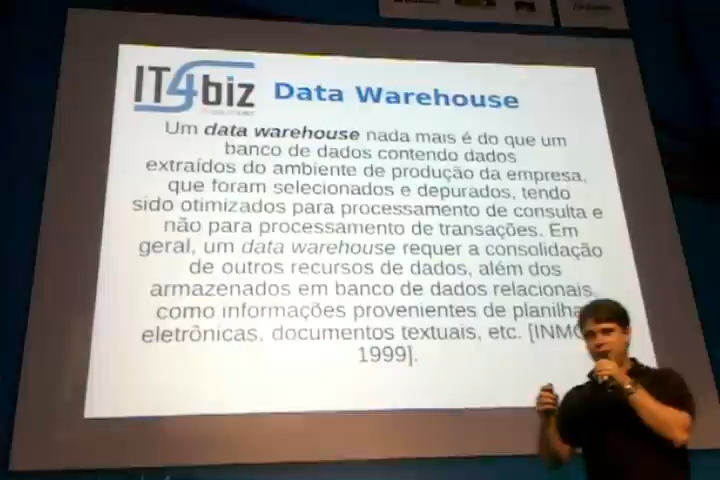 IT4biz
Data Warehouse
Um data warehouse nada mais é do que um
banco de dados contendo dados
extraídos do ambiente de produção da empresa,
que foram selecionados e depurados, tendo
sido otimizados para processamento de consulta e
não para processamento de transações. Em
geral, um data warehouse requer a consolidação
de outros recursos de dados, além dos
armazenados em banco de dados relacionais,
como informações provenientes de planilha
eletrônicas, documentos textuais, etc. [INMO
1999].